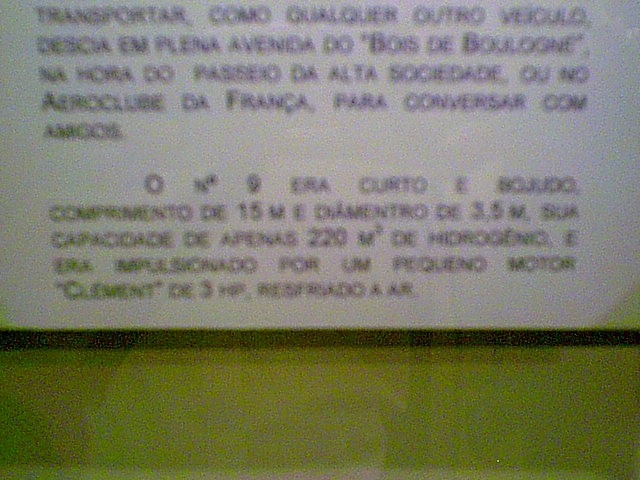 TRANSPORTAR, COMO QUALQUER OUTRO VEÍCULO,
DESCIA EM PLENA AVENIDA DO "BOIS DE BOULOGNE",
NA HORA DO PASSEIO DA ALTA SOCIEDADE, OU NO
AEROCLUBE DA FRANÇA, PARA CONVERSAR COM
AMIGOS.
O Nº 9 ERA CURTO E BOJUDO,
COMPRIMENTO DE 15 M E DIÂMENTRO DE 3,5 M, SUA
CAPACIDADE DE APENAS 220 M³ DE HIDROGÊNIO, E
ERA IMPULSIONADO POR UM PEQUENO MOTOR
"CLÉMENT" DE 3 HP, RESFRIADO A AR.